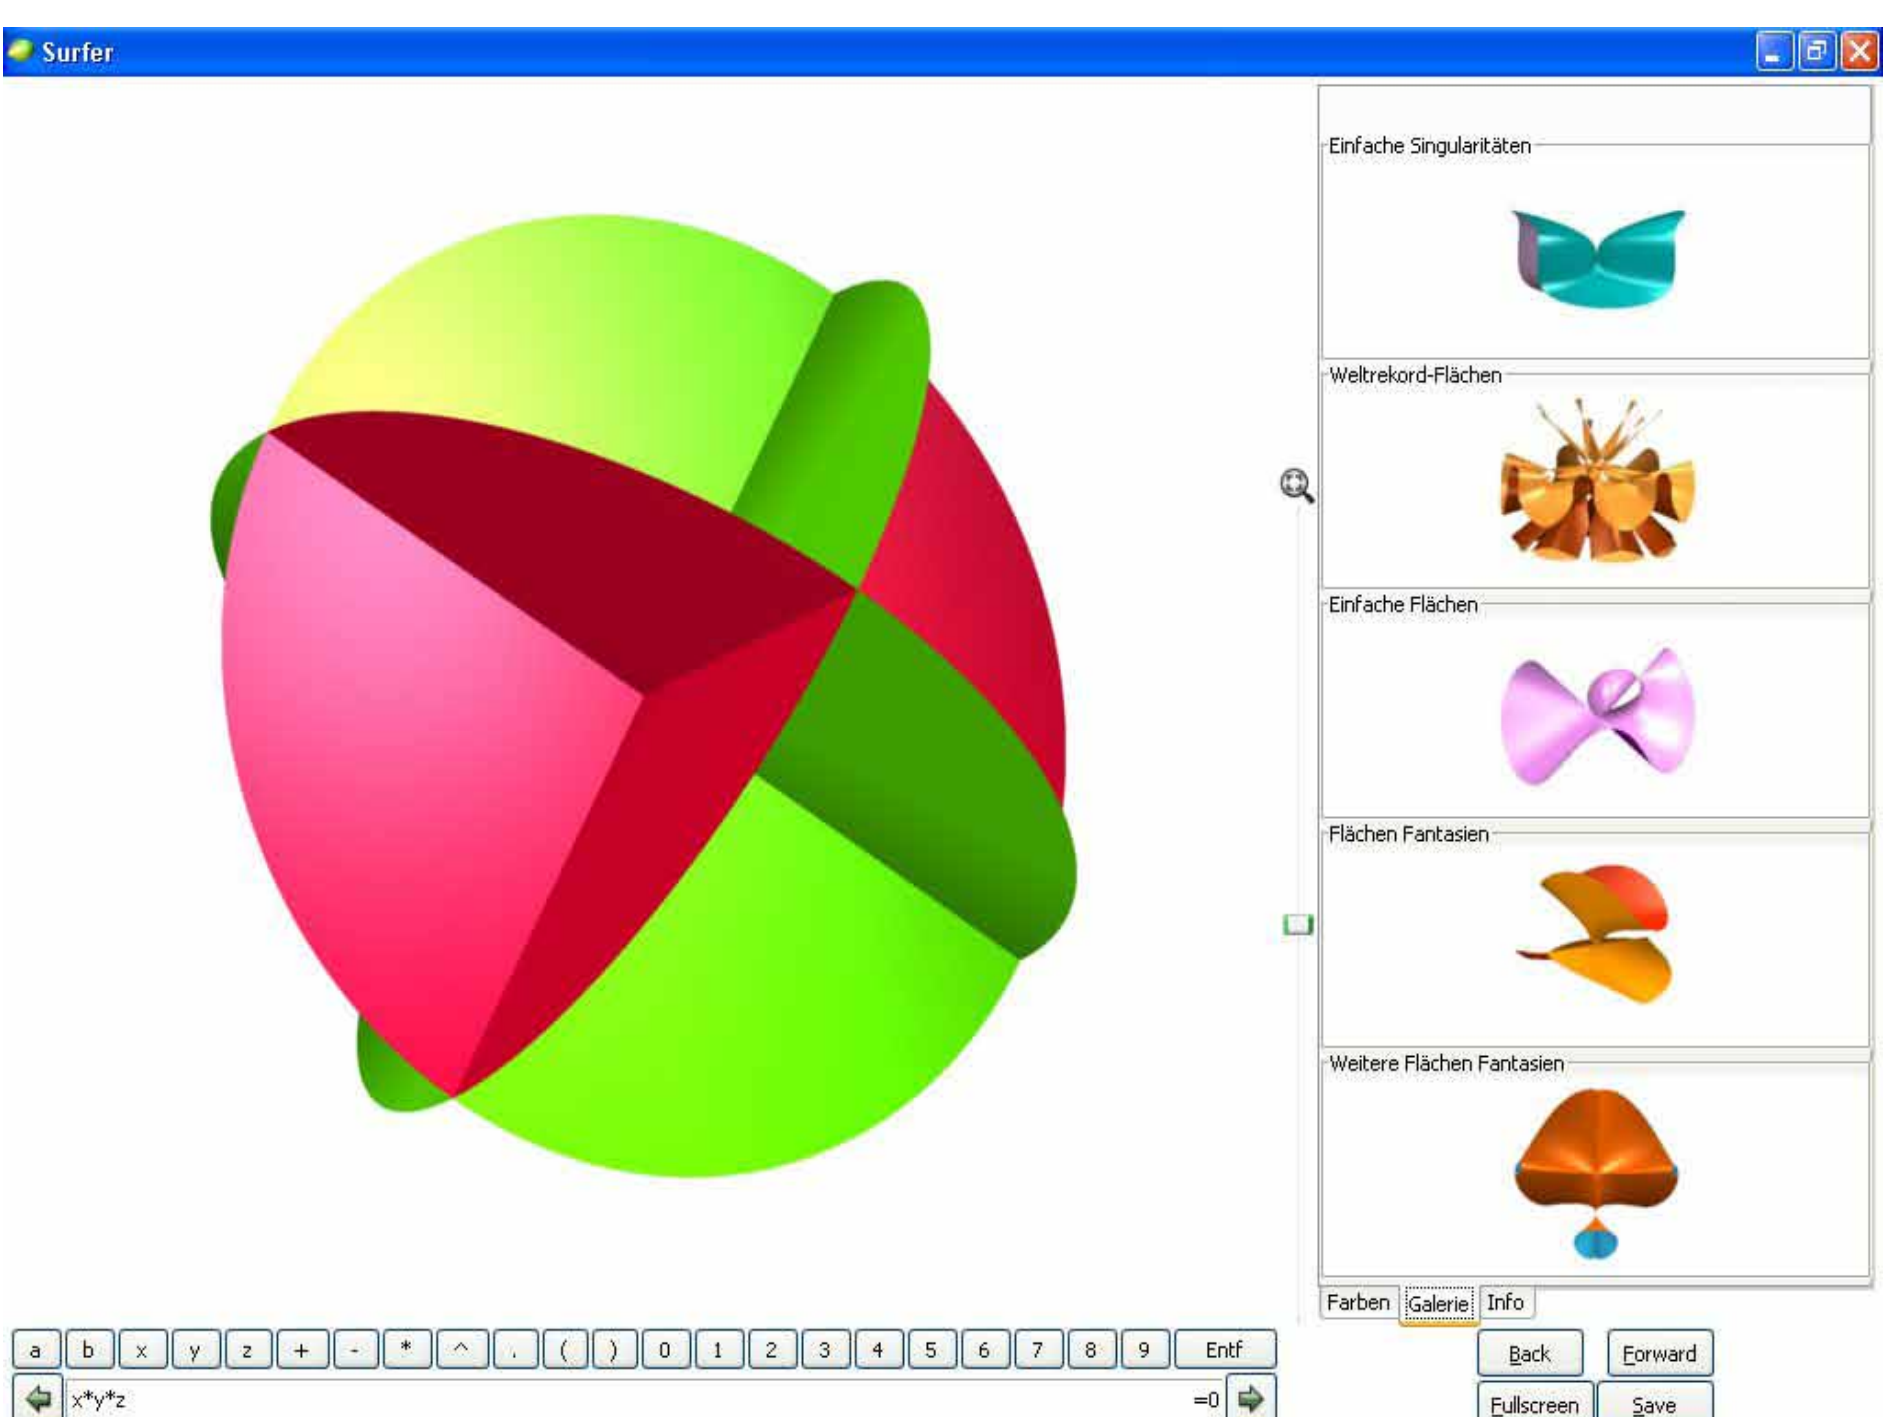 Surfer
Einfache Singularitäten
Weltrekord-Flächen
Einfache Flächen
Flächen Fantasien
Weitere Flächen Fantasien
Farben Galerie Info
a b x y z + - * ^ . ( ) 0 1 2 3 4 5 6 7 8 9 Entf
Back Forward
x*y*z =0
Fullscreen Save